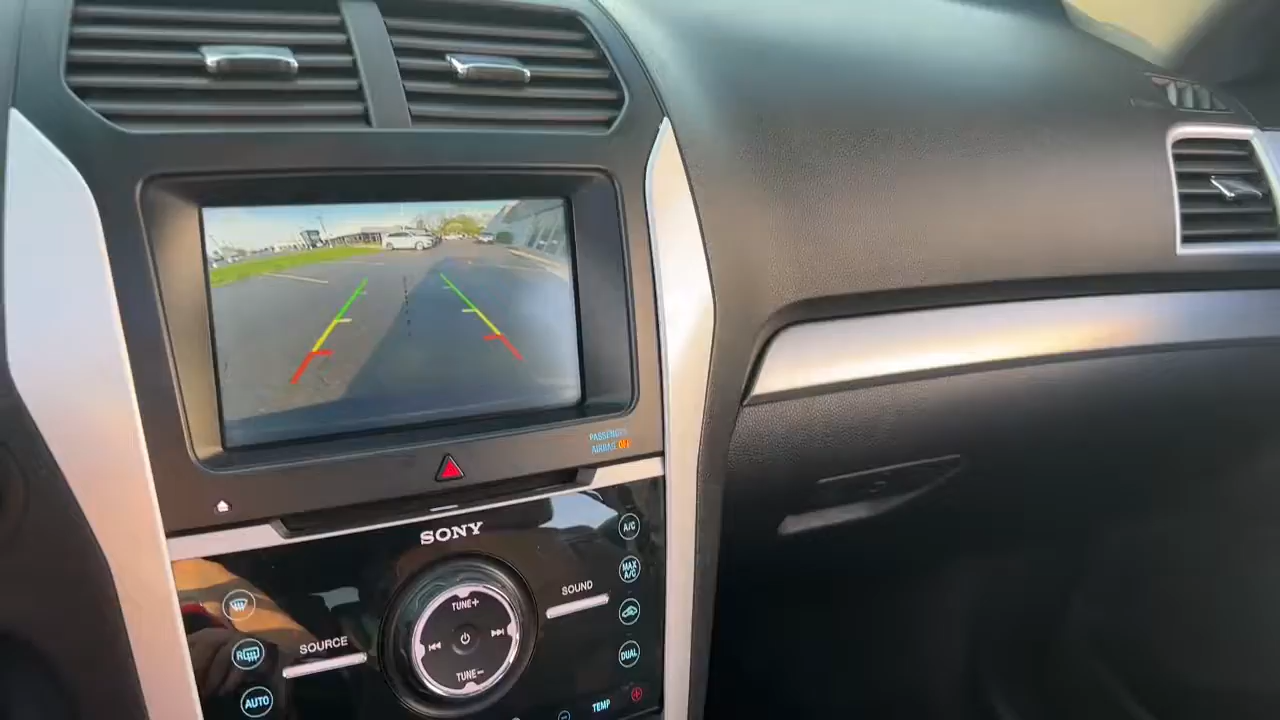 PASSENGER
AIRBAG OFF
SONY
A/C
MAX
A/C
SOUND
TUNE+
SOURCE
R
DUAL
TUNE-
AUTO
TEMP